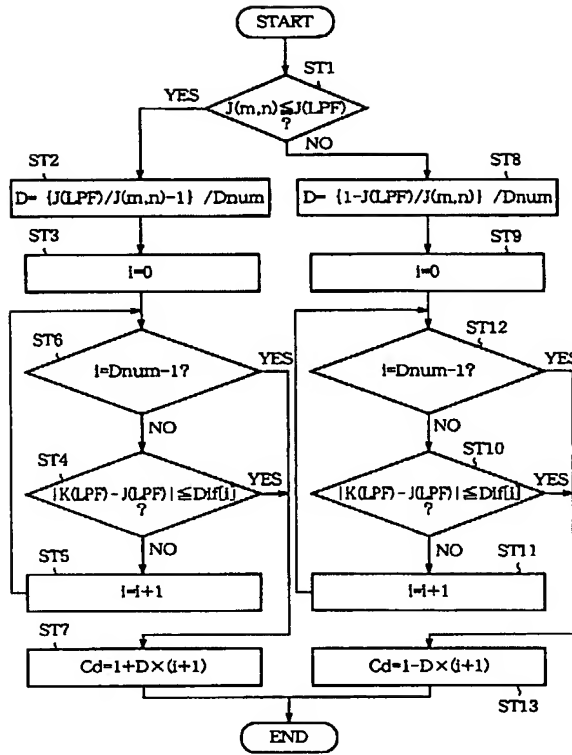 START
ST1
J(m,n)≦J(LPF)
?
YES
NO
ST2
D= {J(LPF)/J(m,n)-1} /Dnum
ST3
i=0
ST6
i=Dnum-1?
YES
NO
ST4
|K(LPF)-J(LPF)|≦Dif[i]
?
YES
NO
ST5
i=i+1
ST7
Cd=1+D×(i+1)
ST8
D= {1-J(LPF)/J(m,n)} /Dnum
ST9
i=0
ST12
i=Dnum-1?
YES
NO
ST10
|K(LPF)-J(LPF)|≦Dif[i]
?
YES
NO
ST11
i=i+1
Cd=1-D×(i+1)
ST13
END